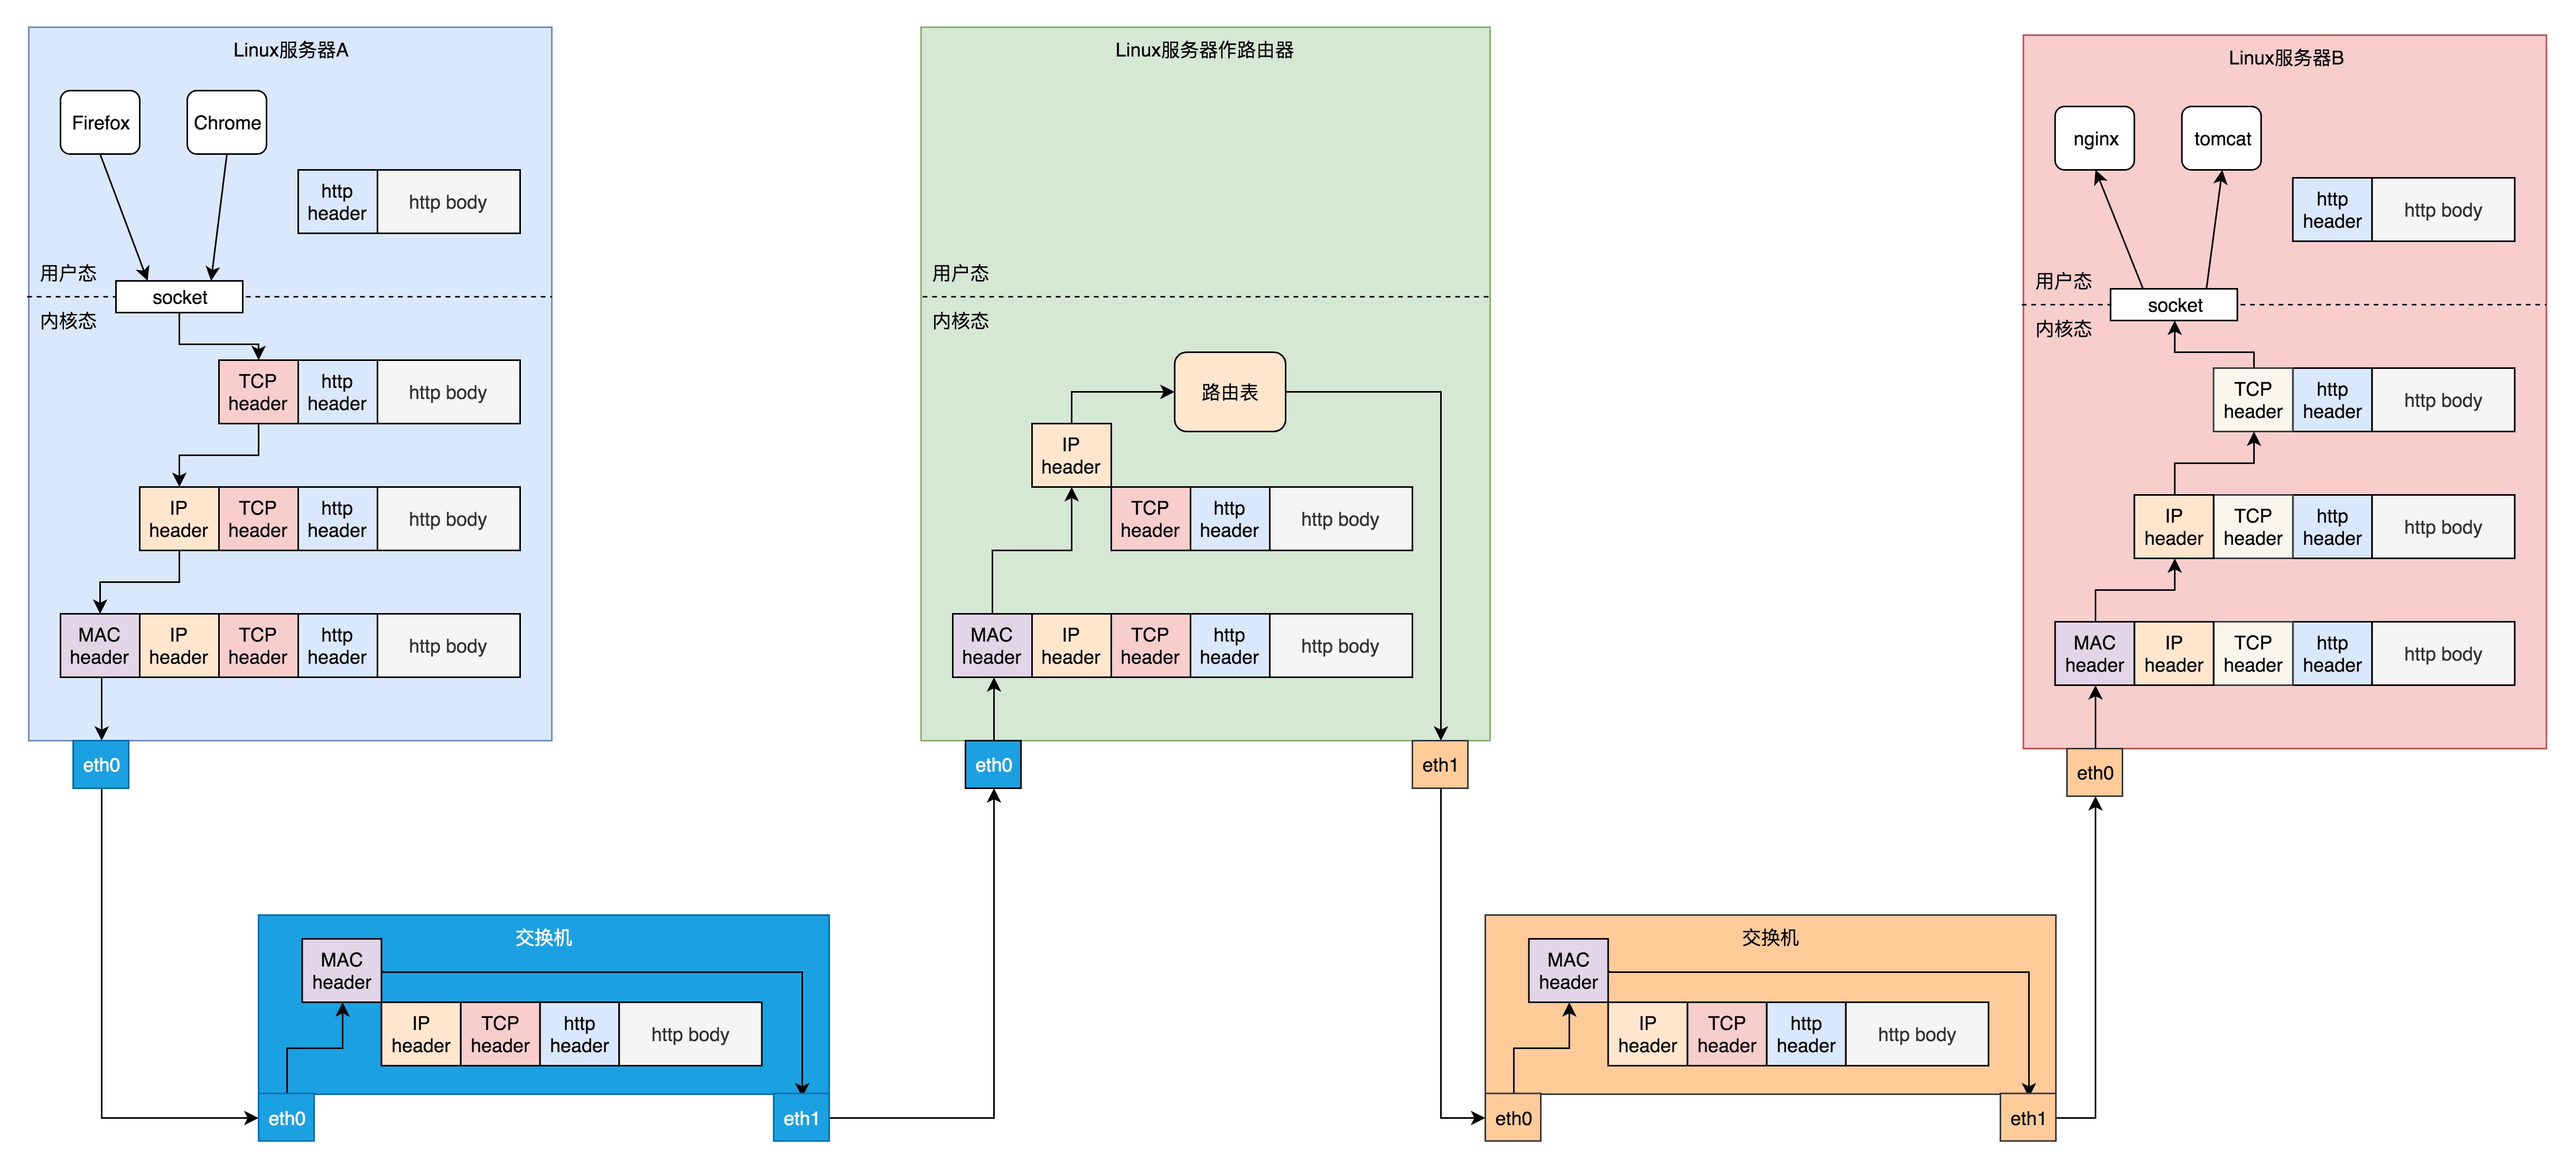 Linux服务器A
Firefox
Chrome
http
header
http body
用户态
socket
内核态
TCP
header
http
header
http body
IP
header
TCP
header
http
header
http body
MAC
header
IP
header
TCP
header
http
header
http body
eth0
交换机
MAC
header
IP
header
TCP
header
http
header
http body
eth0
eth1
Linux服务器作路由器
用户态
内核态
路由表
IP
header
TCP
header
http
header
http body
MAC
header
IP
header
TCP
header
http
header
http body
eth0
eth1
交换机
MAC
header
IP
header
TCP
header
http
header
http body
eth0
eth1
Linux服务器B
nginx
tomcat
http
header
http body
用户态
socket
内核态
TCP
header
http
header
http body
IP
header
TCP
header
http
header
http body
MAC
header
IP
header
TCP
header
http
header
http body
eth0